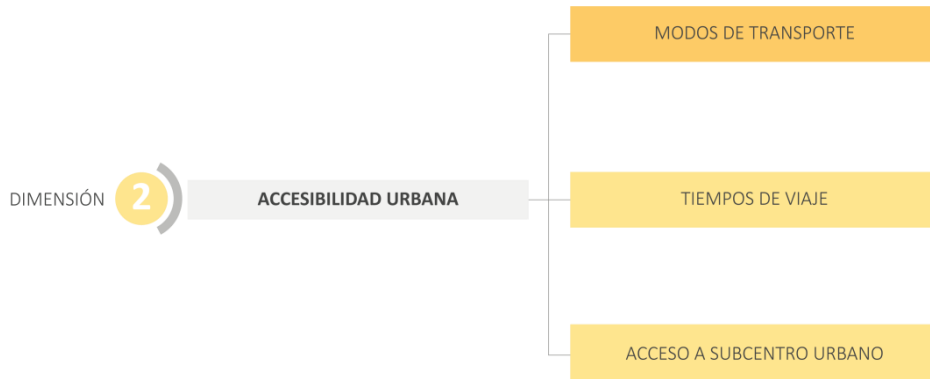 MODOS DE TRANSPORTE
DIMENSIÓN 2 ACCESIBILIDAD URBANA
TIEMPOS DE VIAJE
ACCESO A SUBCENTRO URBANO